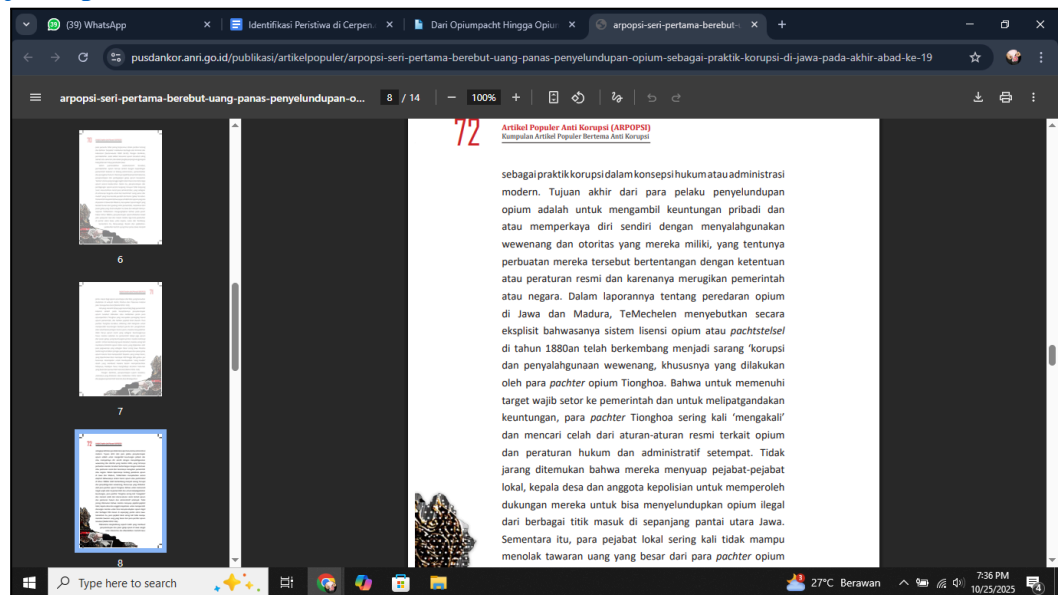 (39) WhatsApp
Identifikasi Peristiwa di Cerpen
Dari Opiumpacht Hingga Opiu
arpopsi-seri-pertama-berebut-
pusdankor.anri.go.id/publikasi/artikelpopuler/arpopsi-seri-pertama-berebut-uang-panas-penyelundupan-opium-sebagai-praktik-korupsi-di-jawa-pada-akhir-abad-ke-19
arpopsi-seri-pertama-berebut-uang-panas-penyelundupan-o... 8 / 14 100%
6
7
8
72 Artikel Populer Anti Korupsi (ARPOPSI)
Kumpulan Artikel Populer Bertema Anti Korupsi
sebagai praktik korupsi dalam konsepsi hukum atau administrasi
modern. Tujuan akhir dari para pelaku penyelundupan
opium adalah untuk mengambil keuntungan pribadi dan
atau memperkaya diri sendiri dengan menyalahgunakan
wewenang dan otoritas yang mereka miliki, yang tentunya
perbuatan mereka tersebut bertentangan dengan ketentuan
atau peraturan resmi dan karenanya merugikan pemerintah
atau negara. Dalam laporannya tentang peredaran opium
di Jawa dan Madura, TeMechelen menyebutkan secara
eksplisit bahwasanya sistem lisensi opium atau pachtstelsel
di tahun 1880an telah berkembang menjadi sarang 'korupsi
dan penyalahgunaan wewenang, khususnya yang dilakukan
oleh para pachter opium Tionghoa. Bahwa untuk memenuhi
target wajib setor ke pemerintah dan untuk melipatgandakan
keuntungan, para pachter Tionghoa sering kali 'mengakali'
dan mencari celah dari aturan-aturan resmi terkait opium
dan peraturan hukum dan administratif setempat. Tidak
jarang ditemukan bahwa mereka menyuap pejabat-pejabat
lokal, kepala desa dan anggota kepolisian untuk memperoleh
dukungan mereka untuk bisa menyelundupkan opium ilegal
dari berbagai titik masuk di sepanjang pantai utara Jawa.
Sementara itu, para pejabat lokal sering kali tidak mampu
menolak tawaran uang yang besar dari para pachter opium
Type here to search
27°C Berawan
7:36 PM
10/25/2025